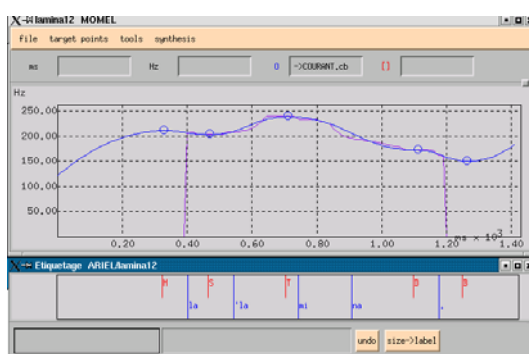 lamina12 MOMEL
file target points tools synthesis
ms Hz 0 ->COURANT.cb []
Hz
250.00
200.00
150.00
100.00
50.00
ms × 10³
0.20 0.40 0.60 0.80 1.00 1.20 1.40
Etiquetage ARIEL/lamina12
M S T D B
la 'la mi na .
undo size->label